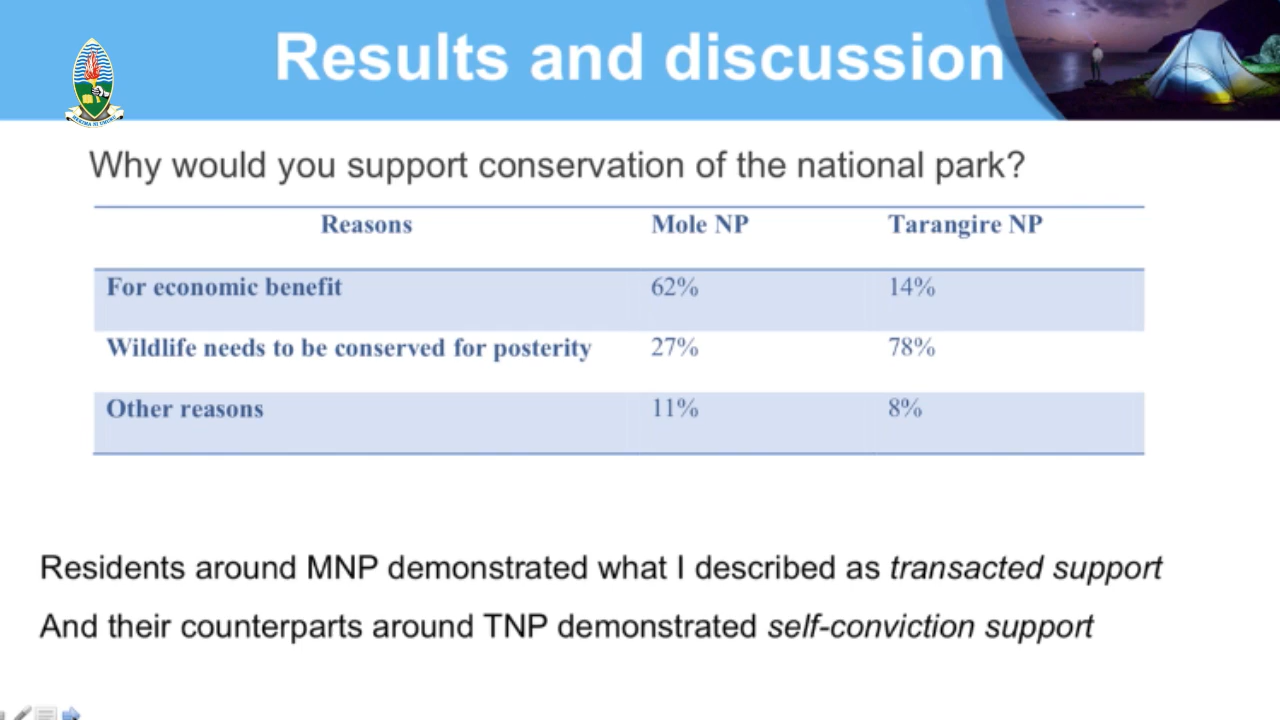 Results and discussion
Why would you support conservation of the national park?
Reasons Mole NP Tarangire NP
For economic benefit 62% 14%
Wildlife needs to be conserved for posterity 27% 78%
Other reasons 11% 8%
Residents around MNP demonstrated what I described as transacted support
And their counterparts around TNP demonstrated self-conviction support